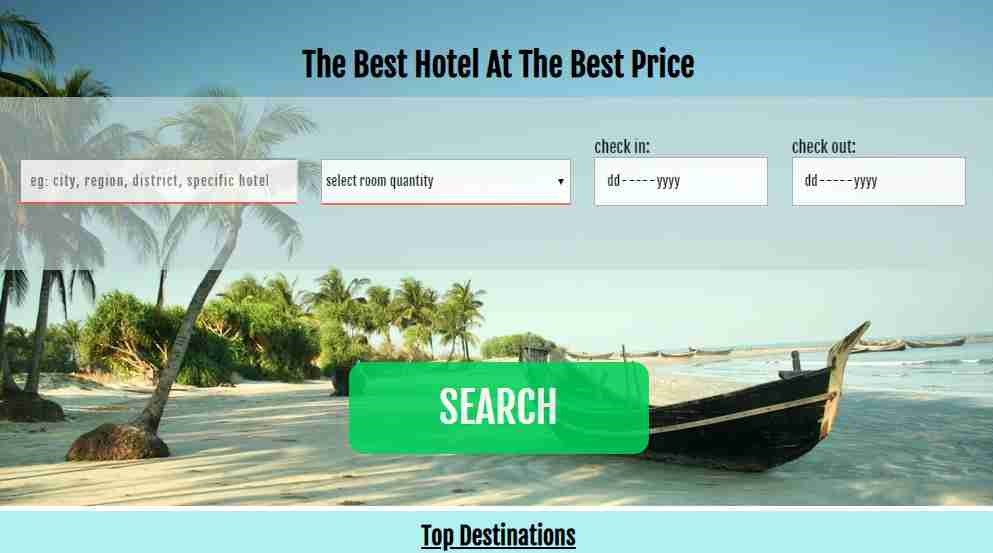 The Best Hotel At The Best Price
check in:
check out:
eg: city, region, district, specific hotel
select room quantity
dd-----yyyy
dd-----yyyy
SEARCH
Top Destinations